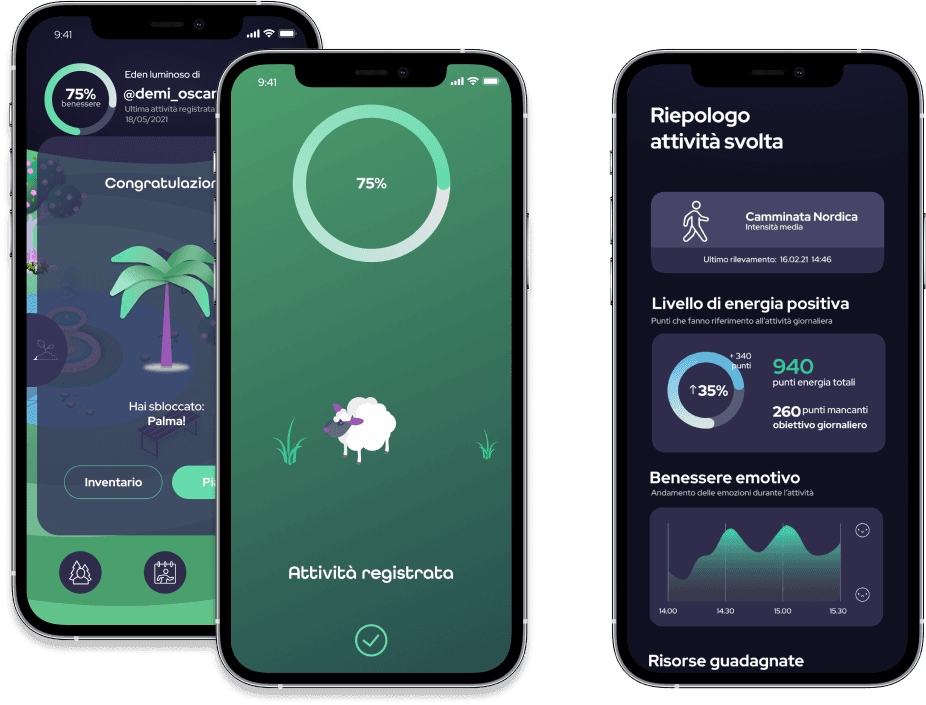 9:41
75%
benessere
Eden luminoso di
@demi_oscar
Ultima attività registrata
18/05/2021
Congratulazion
Hai sbloccato:
Palma!
Inventario
9:41
75%
Attività registrata
Riepologo
attività svolta
Camminata Nordica
Intensità media
Ultimo rilevamento: 16.02.21 14:46
Livello di energia positiva
Punti che fanno riferimento all'attività giornaliera
↑35%
+ 340
punti
940
punti energia totali
260 punti mancanti
obiettivo giornaliero
Benessere emotivo
Andamento delle emozioni durante l'attività
14.00 14.30 15.00 15.30
Risorse guadagnate